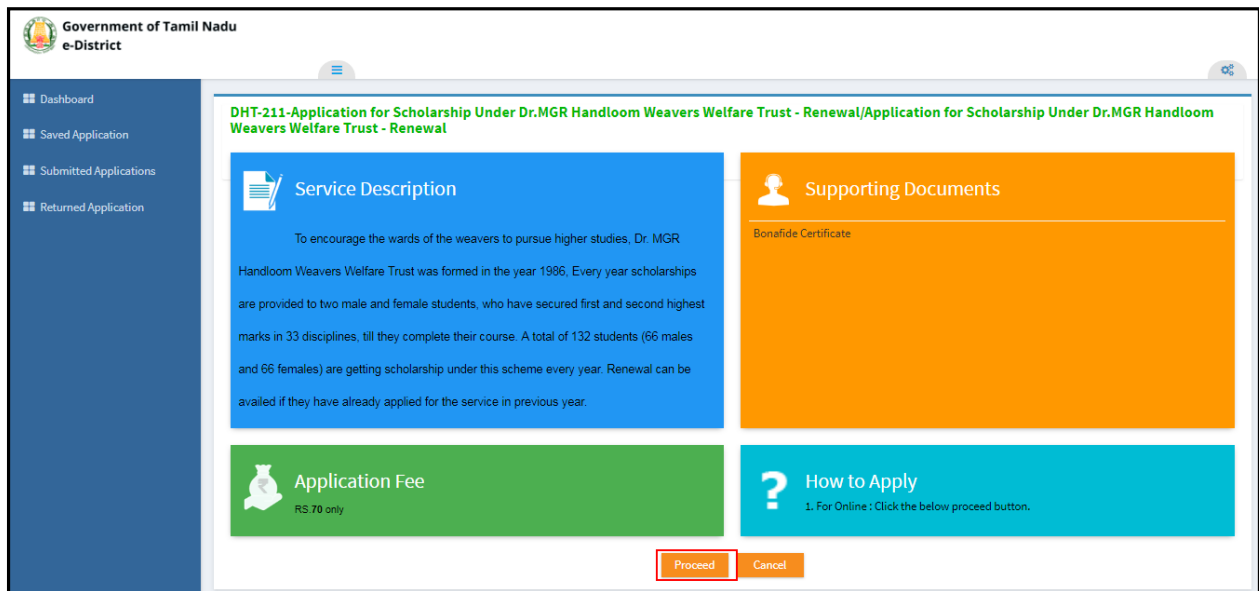 Government of Tamil Nadu
e-District
Dashboard
Saved Application
Submitted Applications
Returned Application
DHT-211-Application for Scholarship Under Dr.MGR Handloom Weavers Welfare Trust - Renewal/Application for Scholarship Under Dr.MGR Handloom
Weavers Welfare Trust - Renewal
Service Description
To encourage the wards of the weavers to pursue higher studies, Dr. MGR
Handloom Weavers Welfare Trust was formed in the year 1986, Every year scholarships
are provided to two male and female students, who have secured first and second highest
marks in 33 disciplines, till they complete their course. A total of 132 students (66 males
and 66 females) are getting scholarship under this scheme every year. Renewal can be
availed if they have already applied for the service in previous year.
Supporting Documents
Bonafide Certificate
Application Fee
RS.70 only
How to Apply
1. For Online : Click the below proceed button.
Proceed
Cancel